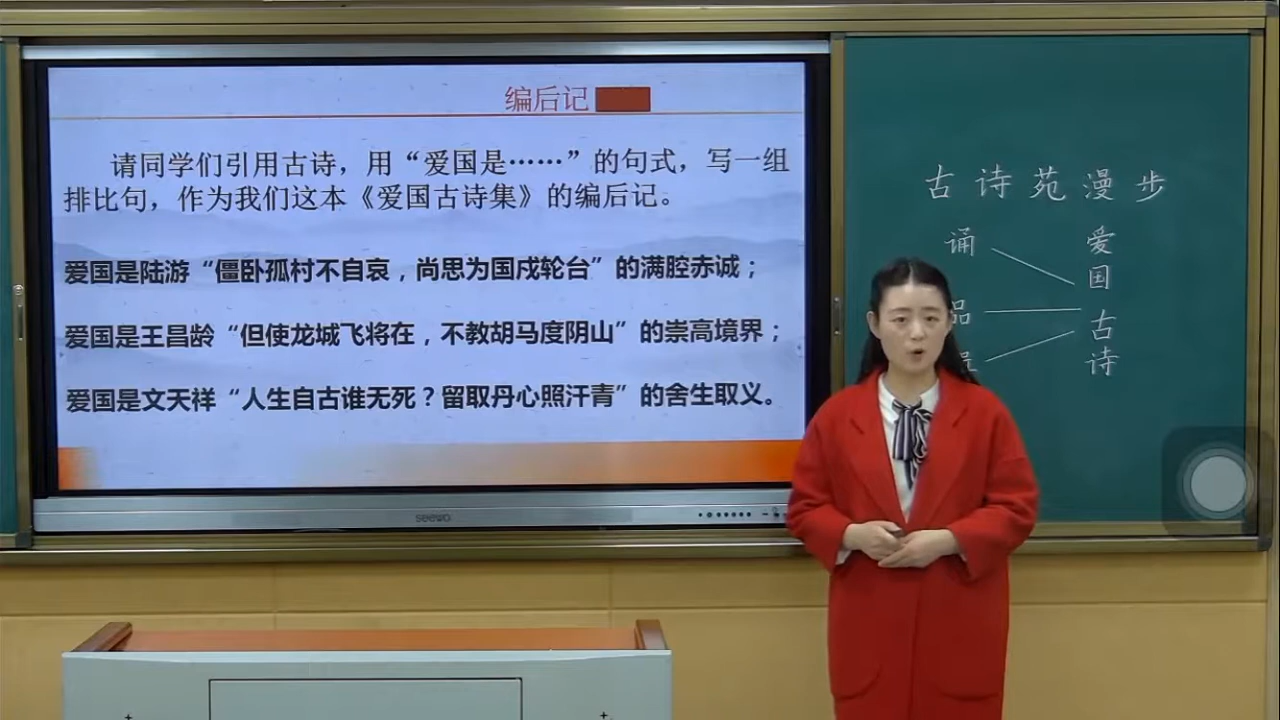 编后记
请同学们引用古诗，用“爱国是……”的句式，写一组
排比句，作为我们这本《爱国古诗集》的编后记。
爱国是陆游“僵卧孤村不自哀，尚思为国戍轮台”的满腔赤诚；
爱国是王昌龄“但使龙城飞将在，不教胡马度阴山”的崇高境界；
爱国是文天祥“人生自古谁无死？留取丹心照汗青”的舍生取义。
seewo
古诗苑漫步
诵
品
爱国
古诗